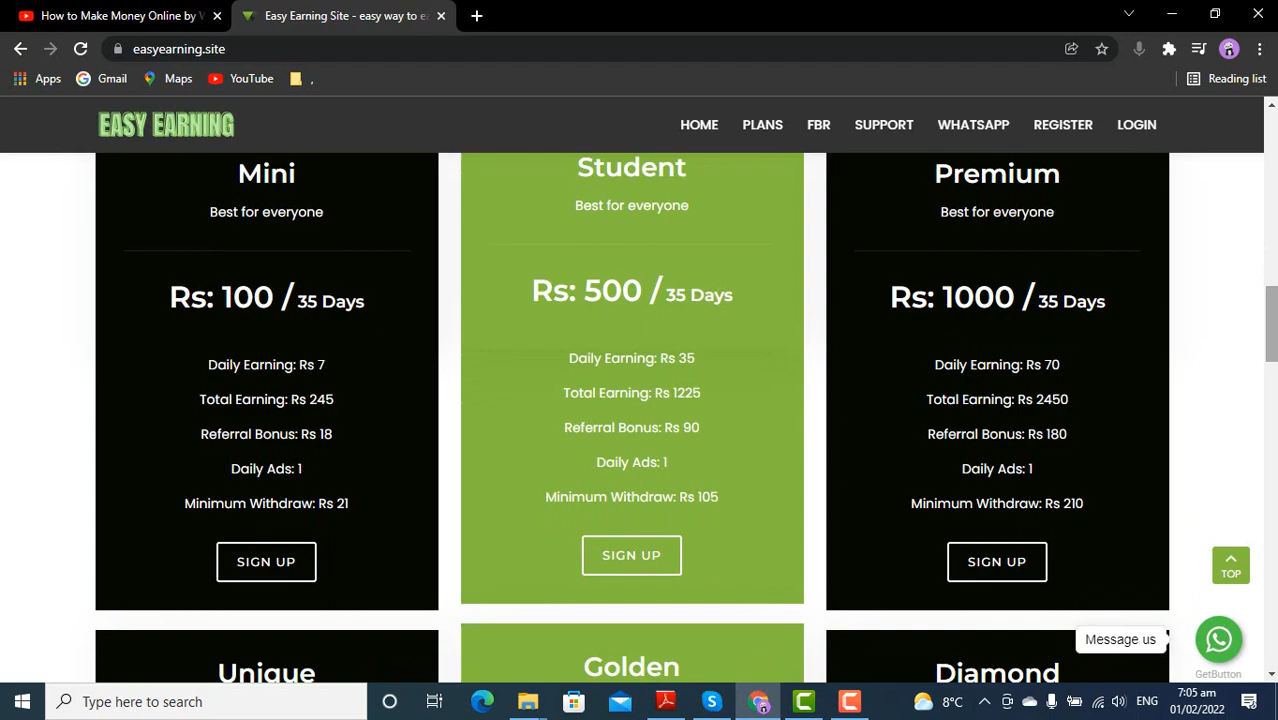 How to Make Money Online by W
Easy Earning Site - easy way to ea
easyearning.site
Apps
Gmail
Maps
YouTube
,
Reading list
EASY EARNING
HOME
PLANS
FBR
SUPPORT
WHATSAPP
REGISTER
LOGIN
Mini
Best for everyone
Rs: 100 / 35 Days
Daily Earning: Rs 7
Total Earning: Rs 245
Referral Bonus: Rs 18
Daily Ads: 1
Minimum Withdraw: Rs 21
SIGN UP
Student
Best for everyone
Rs: 500 / 35 Days
Daily Earning: Rs 35
Total Earning: Rs 1225
Referral Bonus: Rs 90
Daily Ads: 1
Minimum Withdraw: Rs 105
SIGN UP
Premium
Best for everyone
Rs: 1000 / 35 Days
Daily Earning: Rs 70
Total Earning: Rs 2450
Referral Bonus: Rs 180
Daily Ads: 1
Minimum Withdraw: Rs 210
SIGN UP
TOP
Message us
GetButton
Unique
Golden
Diamond
Type here to search
8°C
ENG
7:05 am
01/02/2022